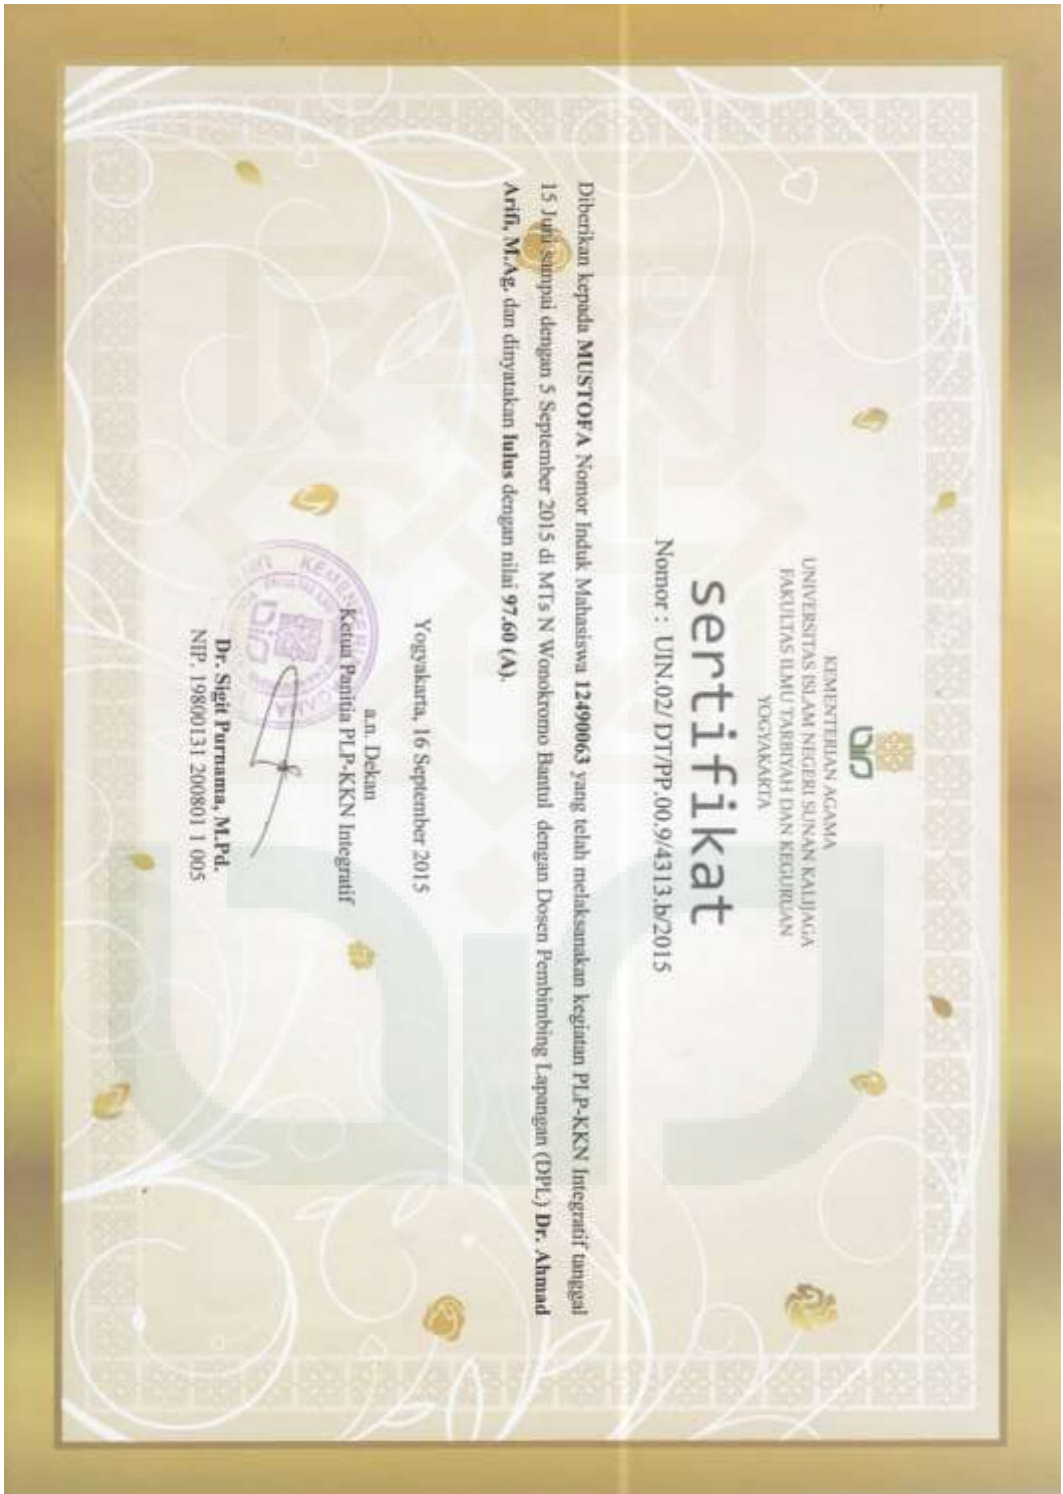 KEMENTERIAN AGAMA
UNIVERSITAS ISLAM NEGERI SUNAN KALIJAGA
FAKULTAS ILMU TARBIYAH DAN KEGURUAN
YOGYAKARTA
sertifikat
Nomor : UIN.02/ DT/PP.00.9/4313.b/2015
Diberikan kepada MUSTOFA Nomor Induk Mahasiswa 12490063 yang telah melaksanakan kegiatan PLP-KKN Integratif tanggal
15 Juni sampai dengan 5 September 2015 di MTs N Wonokromo Bantul dengan Dosen Pembimbing Lapangan (DPL) Dr. Ahmad
Arifi, M.Ag. dan dinyatakan lulus dengan nilai 97.60 (A).
Yogyakarta, 16 September 2015
a.n. Dekan
Ketua Panitia PLP-KKN Integratif
Dr. Sigit Purnama, M.Pd.
NIP. 19800131 200801 1 005